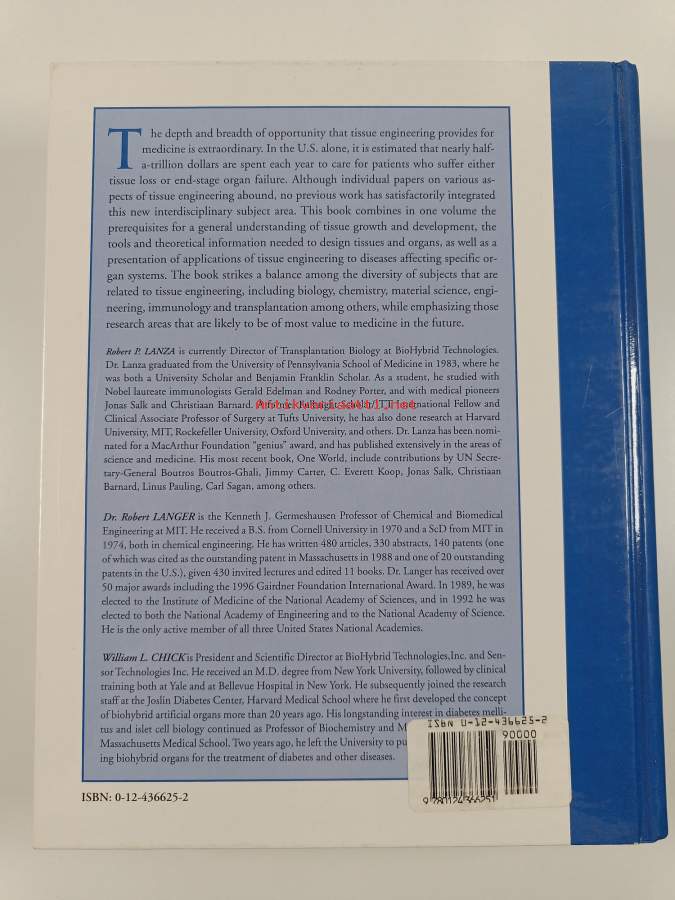 The depth and breadth of opportunity that tissue engineering provides for
medicine is extraordinary. In the U.S. alone, it is estimated that nearly half-
a-trillion dollars are spent each year to care for patients who suffer either
tissue loss or end-stage organ failure. Although individual papers on various as-
pects of tissue engineering abound, no previous work has satisfactorily integrated
this new interdisciplinary subject area. This book combines in one volume the
prerequisites for a general understanding of tissue growth and development, the
tools and theoretical information needed to design tissues and organs, as well as a
presentation of applications of tissue engineering to diseases affecting specific or-
gan systems. The book strikes a balance among the diversity of subjects that are
related to tissue engineering, including biology, chemistry, material science, engi-
neering, immunology and transplantation among others, while emphasizing those
research areas that are likely to be of most value to medicine in the future.
Robert P. LANZA is currently Director of Transplantation Biology at BioHybrid Technologies.
Dr. Lanza graduated from the University of Pennsylvania School of Medicine in 1983, where he
was both a University Scholar and Benjamin Franklin Scholar. As a student, he studied with
Nobel laureate immunologists Gerald Edelman and Rodney Porter, and with medical pioneers
Jonas Salk and Christiaan Barnard. International Fellow and
Antikvariaatti.net
Clinical Associate Professor of Surgery at Tufts University, he has also done research at Harvard
University, MIT, Rockefeller University, Oxford University, and others. Dr. Lanza has been nomi-
nated for a MacArthur Foundation "genius" award, and has published extensively in the areas of
science and medicine. His most recent book, One World, include contributions by UN Secre-
tary-General Boutros Boutros-Ghali, Jimmy Carter, C. Everett Koop, Jonas Salk, Christiaan
Barnard, Linus Pauling, Carl Sagan, among others.
Dr. Robert LANGER is the Kenneth J. Germeshausen Professor of Chemical and Biomedical
Engineering at MIT. He received a B.S. from Cornell University in 1970 and a ScD from MIT in
1974, both in chemical engineering. He has written 480 articles, 330 abstracts, 140 patents (one
of which was cited as the outstanding patent in Massachusetts in 1988 and one of 20 outstanding
patents in the U.S.), given 430 invited lectures and edited 11 books. Dr. Langer has received over
50 major awards including the 1996 Gairdner Foundation International Award. In 1989, he was
elected to the Institute of Medicine of the National Academy of Sciences, and in 1992 he was
elected to both the National Academy of Engineering and to the National Academy of Science.
He is the only active member of all three United States National Academies.
William L. CHICK is President and Scientific Director at BioHybrid Technologies,Inc. and Sen-
sor Technologies Inc. He received an M.D. degree from New York University, followed by clinical
training both at Yale and at Bellevue Hospital in New York. He subsequently joined the research
staff at the Joslin Diabetes Center, Harvard Medical School where he first developed the concept
of biohybrid artificial organs more than 20 years ago. His longstanding interest in diabetes melli-
tus and islet cell biology continued as Professor of Biochemistry and M
Massachusetts Medical School. Two years ago, he left the University to pu
ing biohybrid organs for the treatment of diabetes and other diseases.
ISBN 0-12-436625-2
90000
9 780124 366251
ISBN: 0-12-436625-2